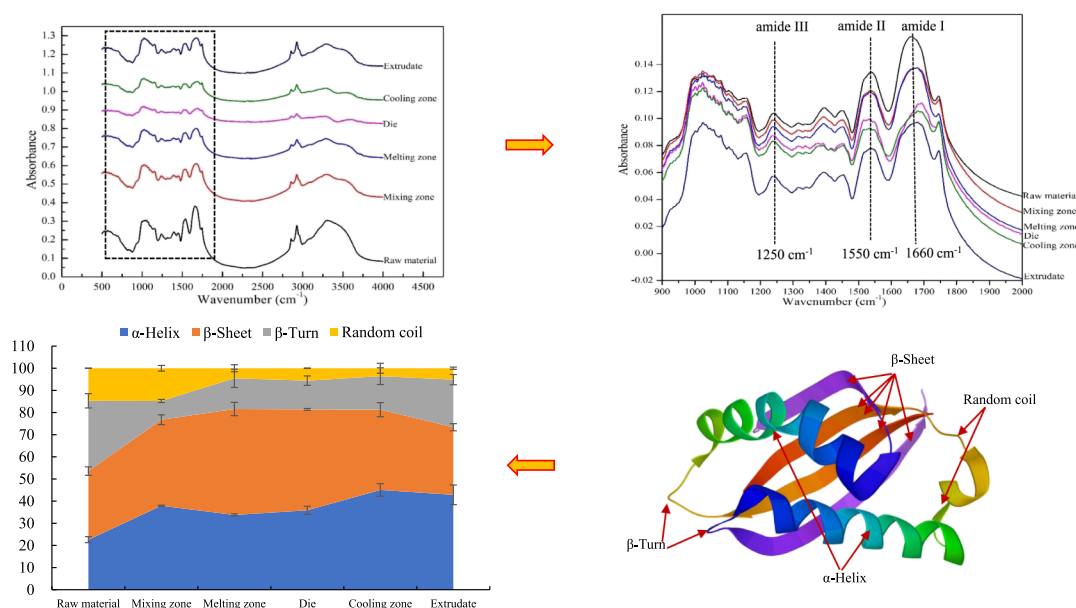 1.3
1.2
1.1
1.0
0.9
0.8
0.7
0.6
0.5
0.4
0.3
0.2
0.1
0.0
Absorbance
Extrudate
Cooling zone
Die
Melting zone
Mixing zone
Raw material
0 500 1000 1500 2000 2500 3000 3500 4000 4500
Wavenumber (cm⁻¹)
amide III amide II amide I
0.14
0.12
0.10
0.08
0.06
0.04
0.02
0.00
-0.02
Absorbance
Raw material
Mixing zone
Melting zone
Die
Cooling zone
Extrudate
1250 cm⁻¹ 1550 cm⁻¹ 1660 cm⁻¹
900 1000 1100 1200 1300 1400 1500 1600 1700 1800 1900 2000
Wavenumber (cm⁻¹)
α-Helix β-Sheet β-Turn Random coil
110
100
90
80
70
60
50
40
30
20
10
0
Raw material Mixing zone Melting zone Die Cooling zone Extrudate
β-Sheet
Random coil
β-Turn
α-Helix